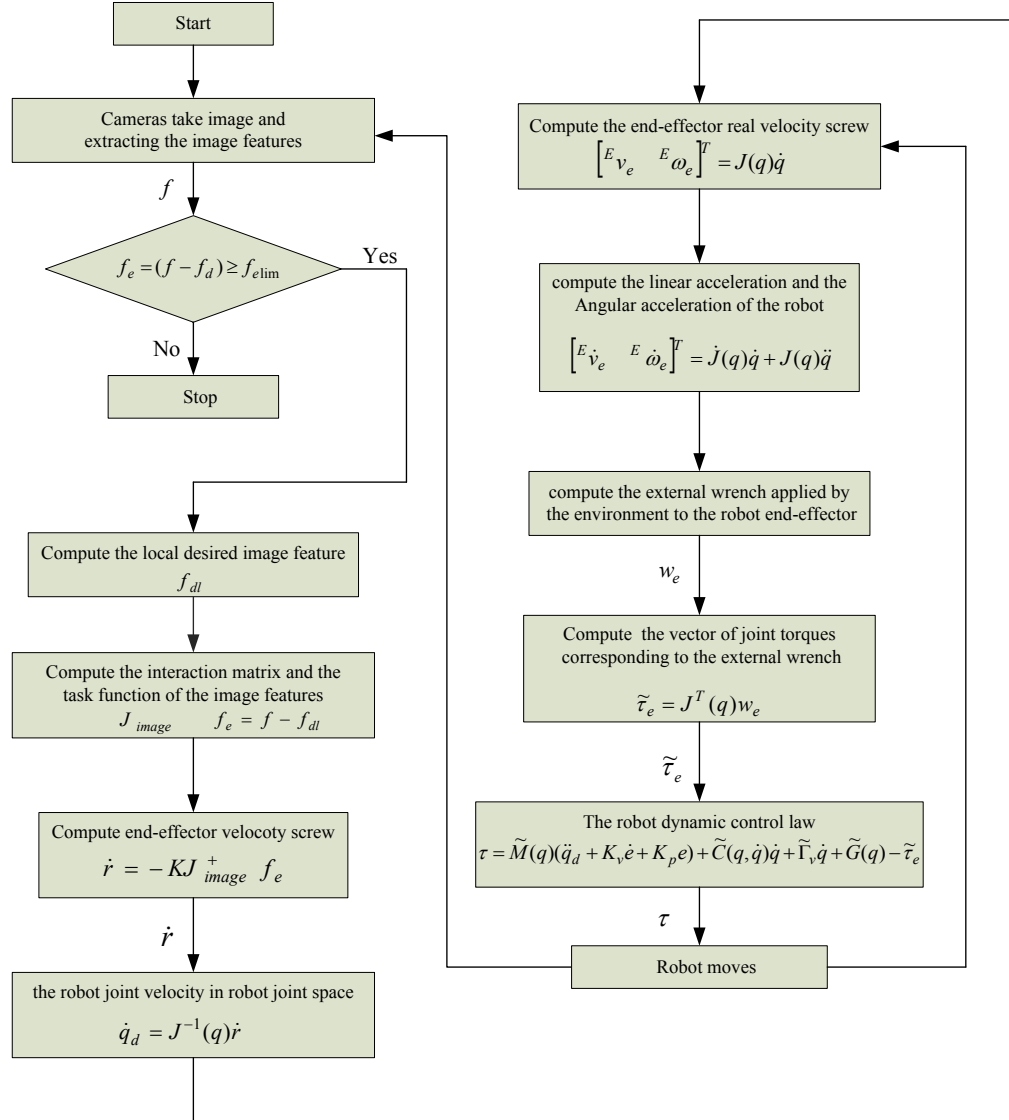 Start
Cameras take image and
extracting the image features
f
f_e = (f − f_d) ≥ f_elim
Yes
No
Stop
Compute the local desired image feature
f_dl
Compute the interaction matrix and the
task function of the image features
J_image f_e = f − f_dl
Compute end-effector velocoty screw
ṙ = −KJ⁺_image f_e
ṙ
the robot joint velocity in robot joint space
q̇_d = J⁻¹(q)ṙ
Compute the end-effector real velocity screw
[ᴱv_e ᴱω_e]ᵀ = J(q)q̇
compute the linear acceleration and the
Angular acceleration of the robot
[ᴱv̇_e ᴱω̇_e]ᵀ = J̇(q)q̇ + J(q)q̈
compute the external wrench applied by
the environment to the robot end-effector
w_e
Compute the vector of joint torques
corresponding to the external wrench
τ̃_e = Jᵀ(q)w_e
τ̃_e
The robot dynamic control law
τ = M̃(q)(q̈_d + K_v ė + K_p e) + C̃(q, q̇)q̇ + Γ̃_v q̇ + G̃(q) − τ̃_e
τ
Robot moves